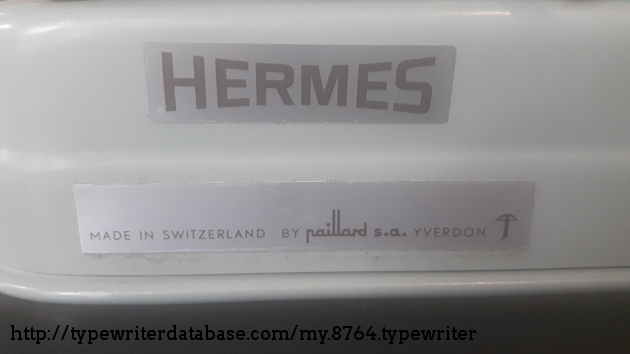 HERMES
MADE IN SWITZERLAND BY paillard s.a. YVERDON
http://typewriterdatabase.com/my.8764.typewriter